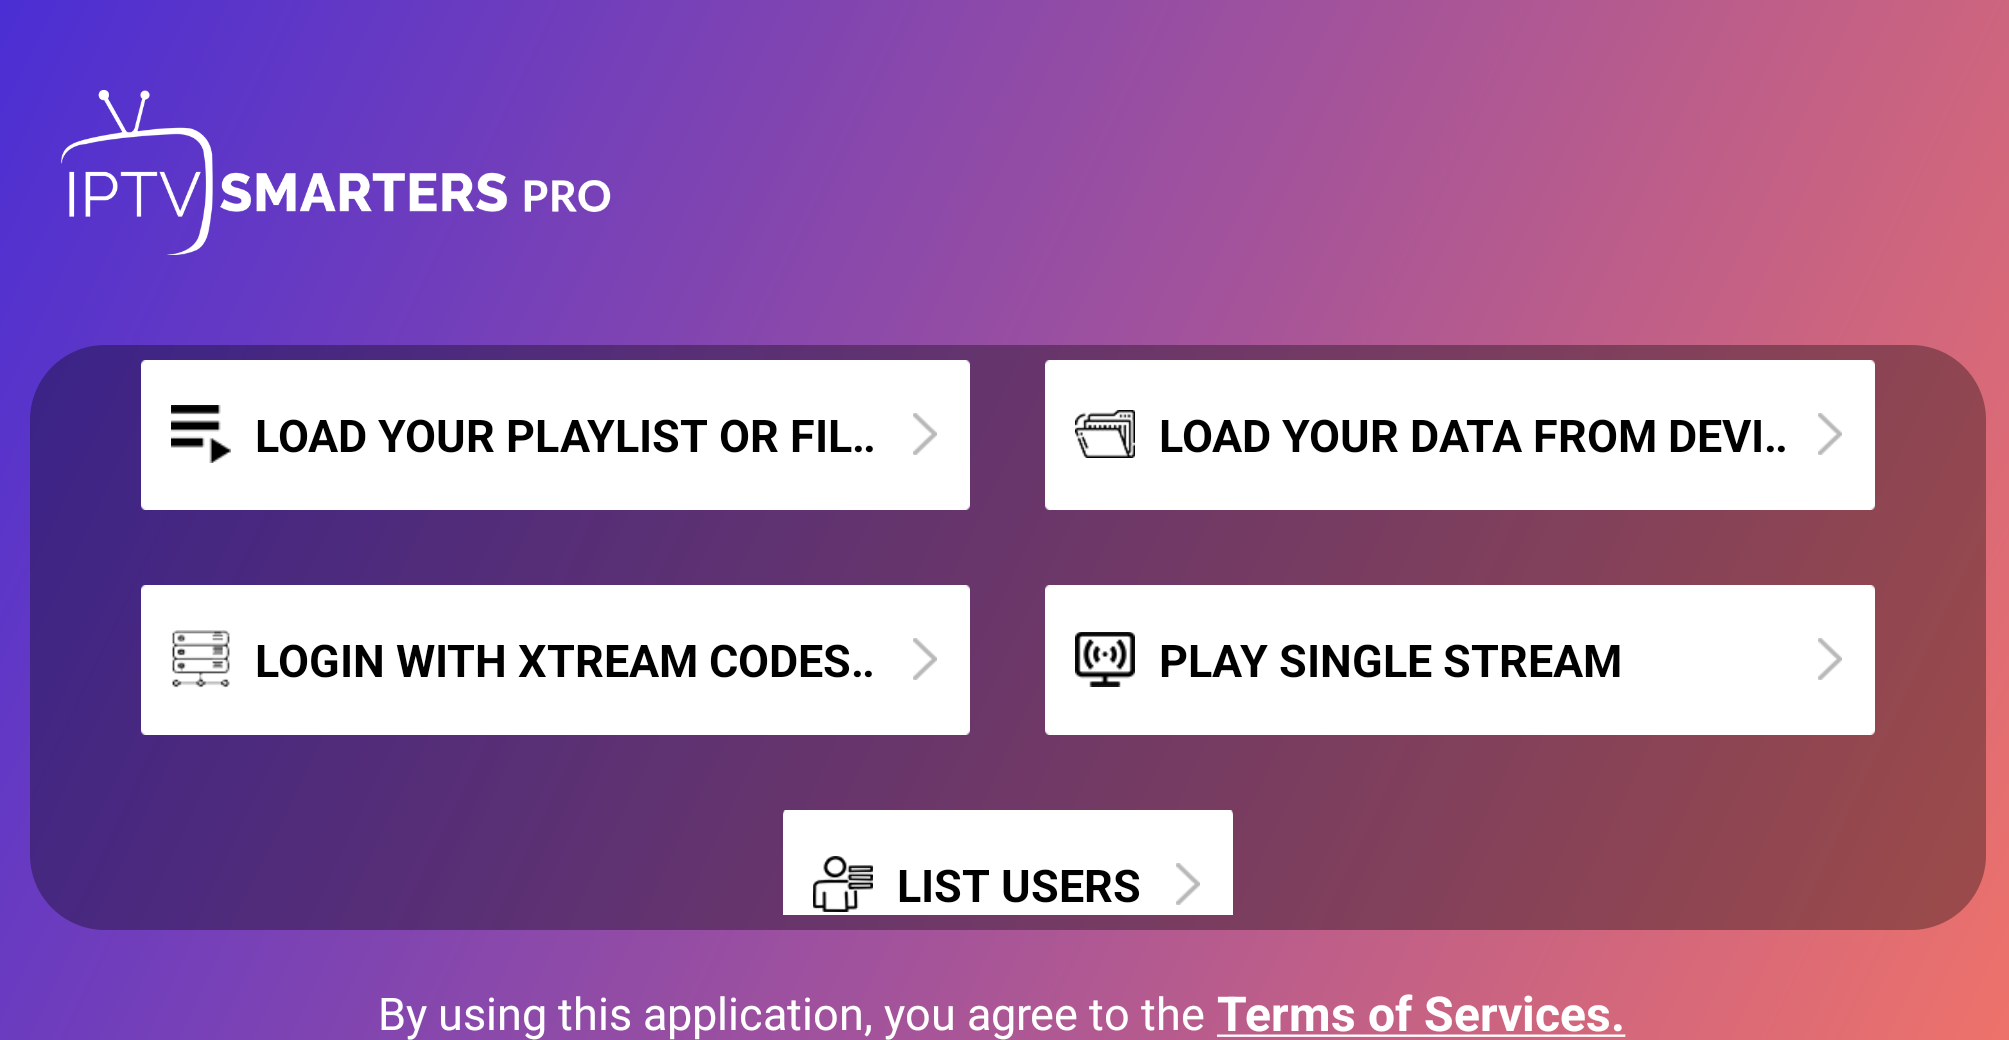 IPTV SMARTERS PRO
LOAD YOUR PLAYLIST OR FIL..
LOAD YOUR DATA FROM DEVI..
LOGIN WITH XTREAM CODES..
PLAY SINGLE STREAM
LIST USERS
By using this application, you agree to the Terms of Services.